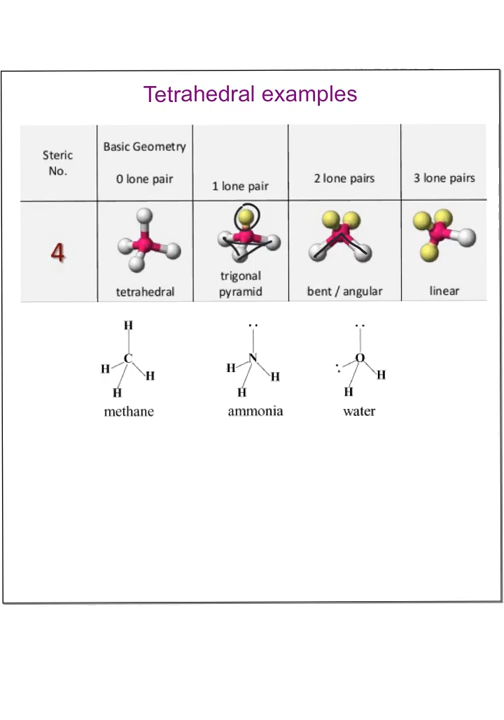 Tetrahedral examples
Steric
No.
Basic Geometry
0 lone pair
1 lone pair
2 lone pairs
3 lone pairs
4
tetrahedral
trigonal
pyramid
bent / angular
linear
H
C
H
H
H
methane
..
N
H
H
H
ammonia
..
: O
H
H
water